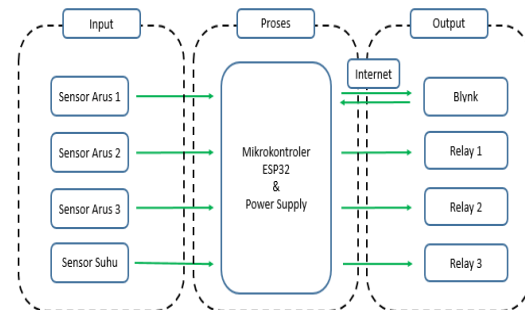 Input
Proses
Output
Internet
Sensor Arus 1
Sensor Arus 2
Sensor Arus 3
Sensor Suhu
Mikrokontroler
ESP32
&
Power Supply
Blynk
Relay 1
Relay 2
Relay 3